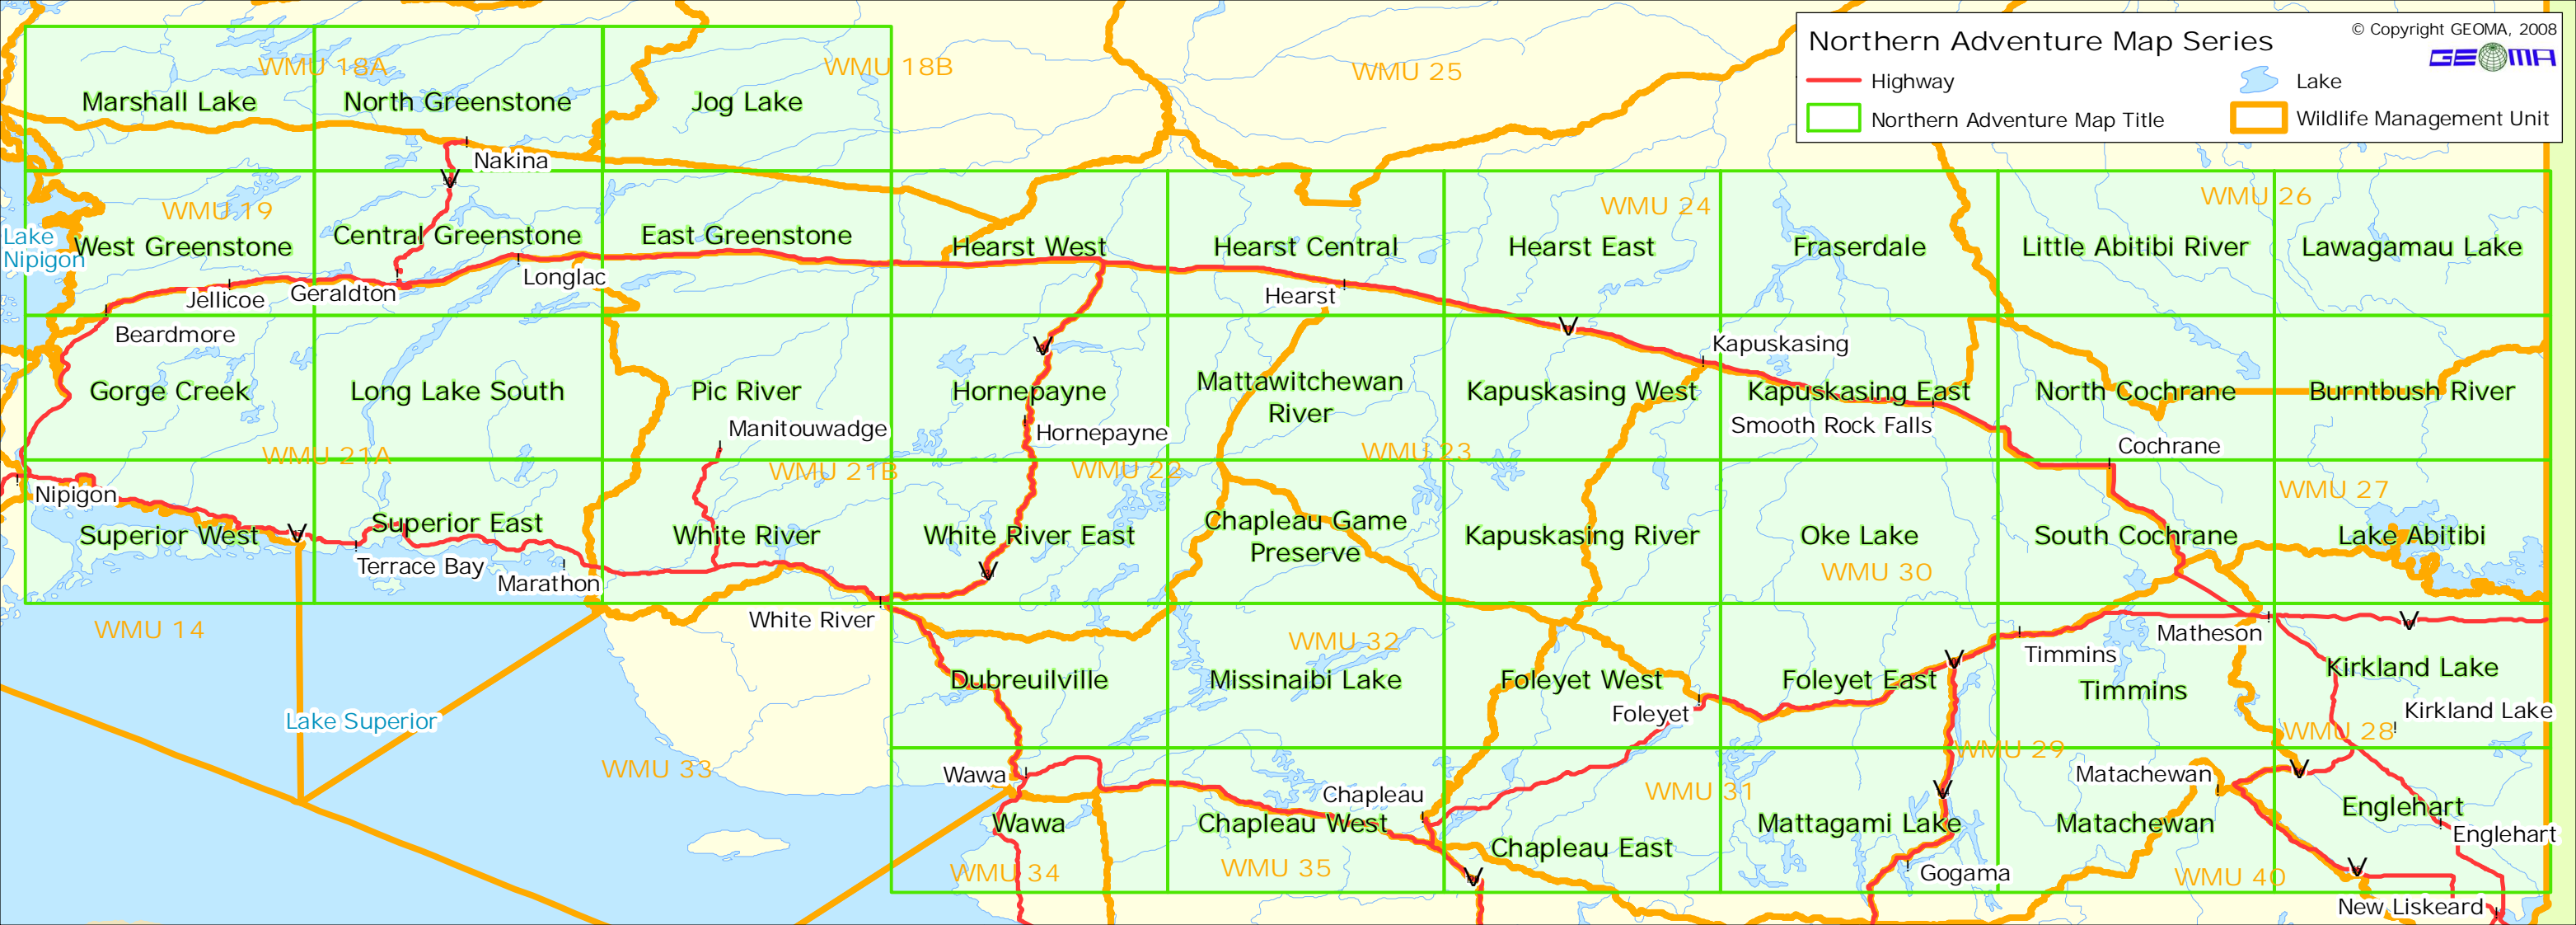 © Copyright GEOMA, 2008
Northern Adventure Map Series
GEOMA
Highway
Lake
Northern Adventure Map Title
Wildlife Management Unit
WMU 18A
WMU 18B
WMU 25
Marshall Lake
North Greenstone
Jog Lake
Nakina
WMU 19
WMU 24
WMU 26
Lake
Nipigon
West Greenstone
Central Greenstone
East Greenstone
Hearst West
Hearst Central
Hearst East
Fraserdale
Little Abitibi River
Lawagamau Lake
Jellicoe
Geraldton
Longlac
Hearst
Beardmore
Kapuskasing
Gorge Creek
Long Lake South
Pic River
Hornepayne
Mattawitchewan
River
Kapuskasing West
Kapuskasing East
North Cochrane
Burntbush River
Manitouwadge
Hornepayne
Smooth Rock Falls
Cochrane
WMU 21A
WMU 21B
WMU 22
WMU 23
WMU 27
Nipigon
Superior West
Superior East
White River
White River East
Chapleau Game
Preserve
Kapuskasing River
Oke Lake
South Cochrane
Lake Abitibi
Terrace Bay
Marathon
WMU 30
White River
WMU 14
WMU 32
Matheson
Timmins
Dubreuilville
Missinaibi Lake
Foleyet West
Foleyet East
Timmins
Kirkland Lake
Foleyet
Kirkland Lake
Lake Superior
WMU 28
WMU 29
WMU 33
Wawa
Chapleau
WMU 31
Matachewan
Wawa
Chapleau West
Chapleau East
Mattagami Lake
Matachewan
Englehart
Englehart
WMU 34
WMU 35
Gogama
WMU 40
New Liskeard